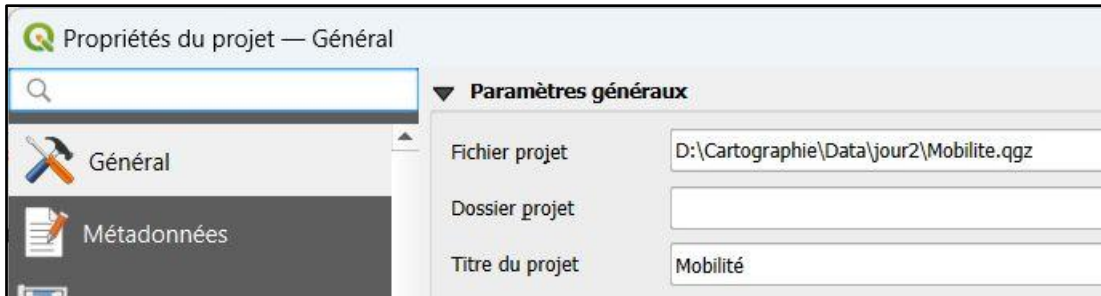 Propriétés du projet — Général
Paramètres généraux
Général
Fichier projet D:\Cartographie\Data\jour2\Mobilite.qgz
Dossier projet
Métadonnées
Titre du projet Mobilité